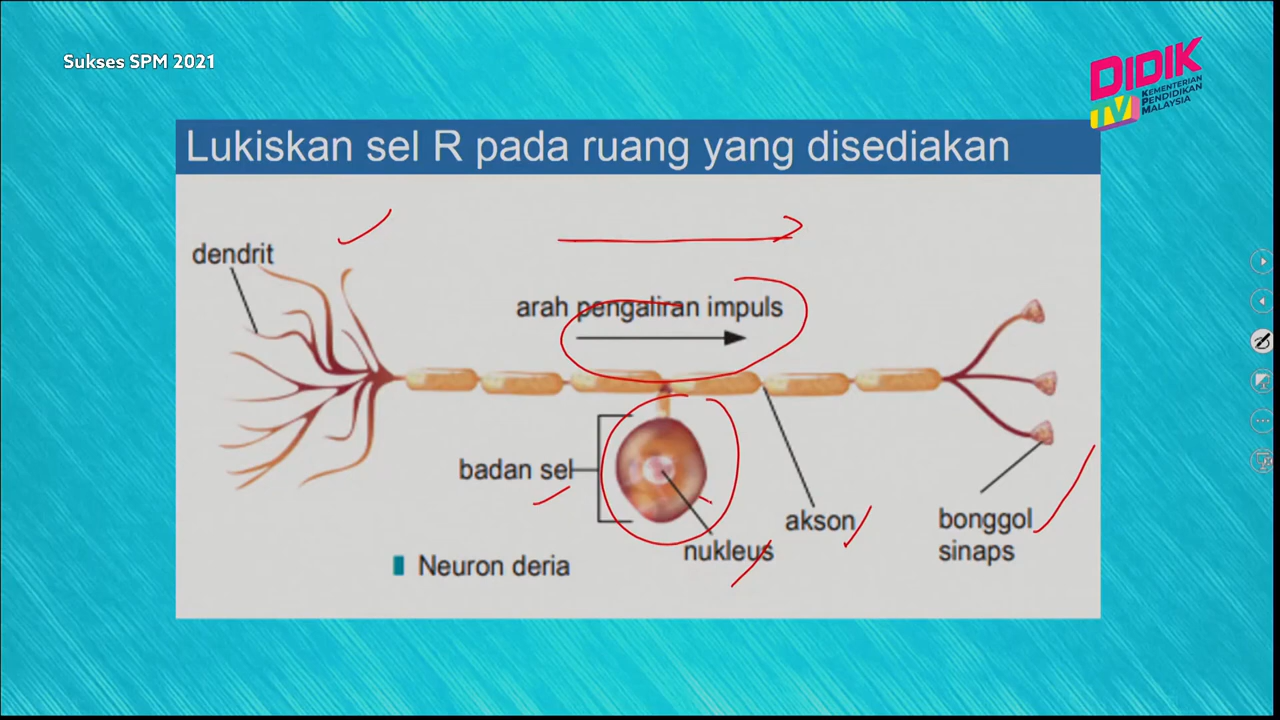 Sukses SPM 2021
DIDIK
TV
KEMENTERIAN
PENDIDIKAN
MALAYSIA
Lukiskan sel R pada ruang yang disediakan
dendrit
arah pengaliran impuls
badan sel
akson
bonggol
sinaps
nukleus
Neuron deria